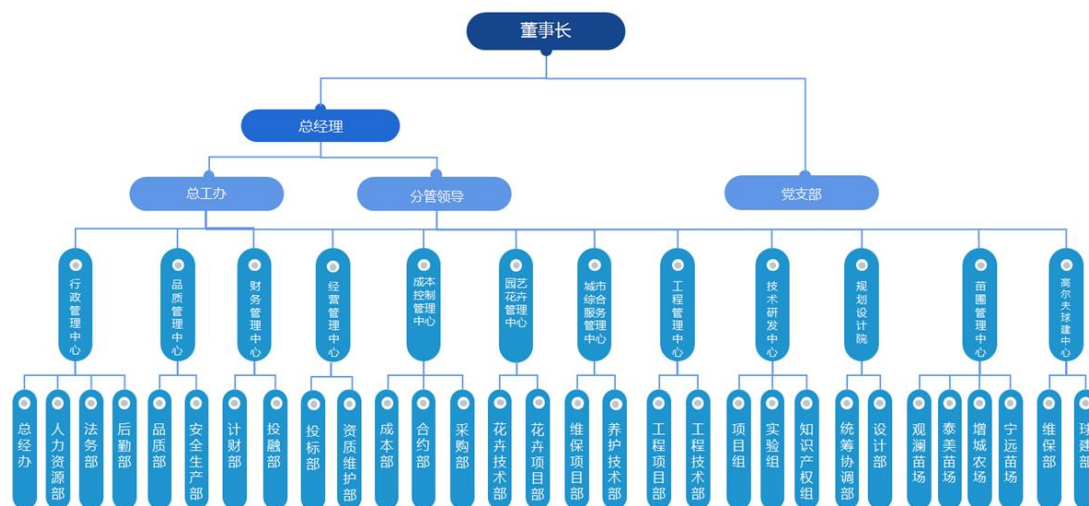 董事长
总经理
总工办
分管领导
党支部
行政管理中心
品质管理中心
财务管理中心
经营管理中心
成本控制管理中心
园艺花卉管理中心
城市综合服务管理中心
工程管理中心
技术研发中心
规划设计院
苗圃管理中心
高尔夫球建中心
总经办
人力资源部
法务部
后勤部
品质部
安全生产部
计财部
投融部
投标部
资质维护部
成本部
合约部
采购部
花卉技术部
花卉项目部
维保项目部
养护技术部
工程项目部
工程技术部
项目组
实验组
知识产权组
统筹协调部
设计部
观澜苗场
泰美苗场
增城农场
宁远苗场
维保部
球建部